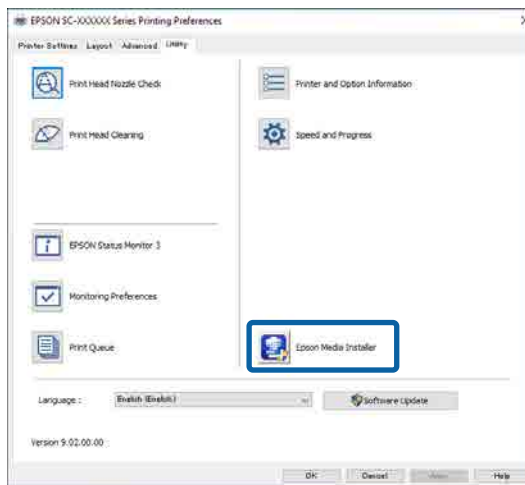 EPSON SC-XXXXXX Series Printing Preferences
Printer Settings Layout Advanced Utility
Print Head Nozzle Check
Printer and Option Information
Print Head Cleaning
Speed and Progress
EPSON Status Monitor 3
Monitoring Preferences
Print Queue
Epson Media Installer
Language : English (English)
Software Update
Version 9.02.00.00
OK Cancel Help